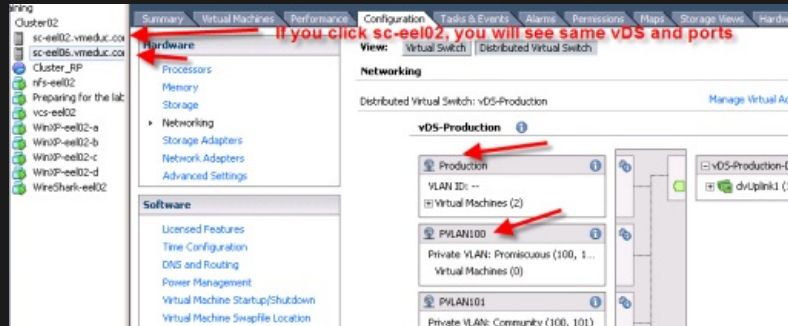 ining
Cluster02
sc-eel02.vmeduc.cor
sc-eel06.vmeduc.cor
Cluster_RP
nfs-eel02
Preparing for the lab
vcs-eel02
WinXP-eel02-a
WinXP-eel02-b
WinXP-eel02-c
WinXP-eel02-d
WireShark-eel02
Summary Virtual Machines Performance Configuration Tasks & Events Alarms Permissions Maps Storage Views Hardw
If you click sc-eel02, you will see same vDS and ports
Hardware
Processors
Memory
Storage
Networking
Storage Adapters
Network Adapters
Advanced Settings
Software
Licensed Features
Time Configuration
DNS and Routing
Power Management
Virtual Machine Startup/Shutdown
Virtual Machine Swapfile Location
View: Virtual Switch Distributed Virtual Switch
Networking
Distributed Virtual Switch: vDS-Production Manage Virtual Ad
vDS-Production
Production
VLAN ID: --
Virtual Machines (2)
PVLAN100
Private VLAN: Promiscuous (100, 1...
Virtual Machines (0)
PVLAN101
Private VLAN: Community (100, 101)
vDS-Production-D
dvUplink1 (1